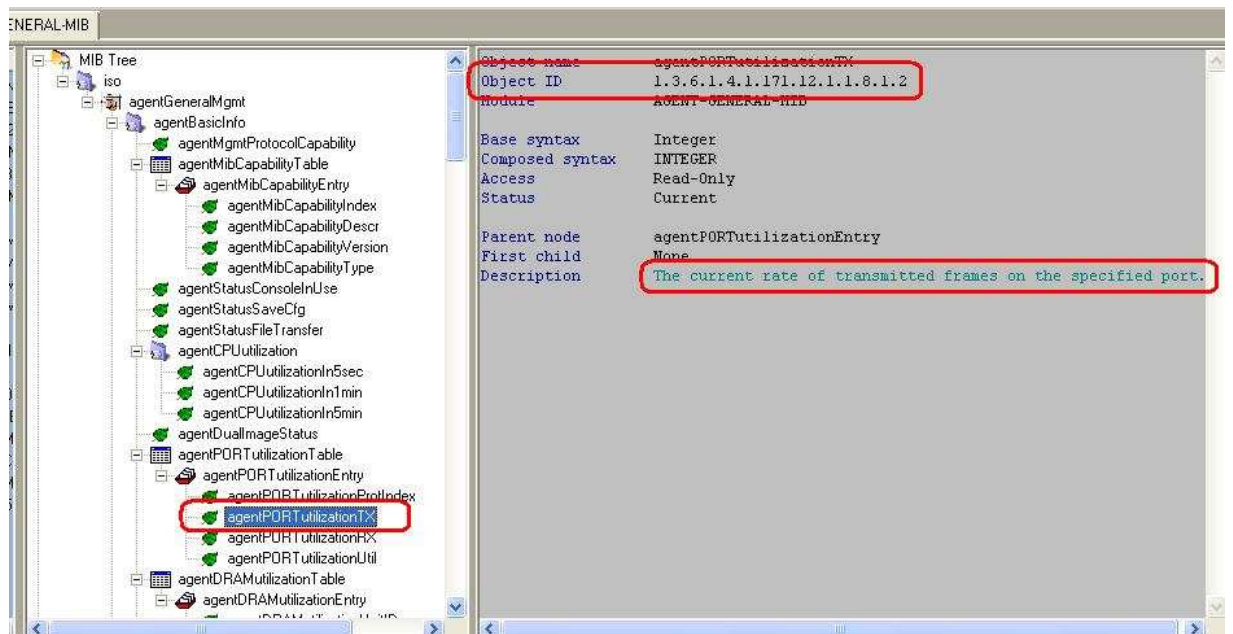 ENERAL-MIB
MIB Tree
iso
agentGeneralMgmt
agentBasicInfo
agentMgmtProtocolCapability
agentMibCapabilityTable
agentMibCapabilityEntry
agentMibCapabilityIndex
agentMibCapabilityDescr
agentMibCapabilityVersion
agentMibCapabilityType
agentStatusConsoleInUse
agentStatusSaveCfg
agentStatusFileTransfer
agentCPUutilization
agentCPUutilizationIn5sec
agentCPUutilizationIn1min
agentCPUutilizationIn5min
agentDualImageStatus
agentPORTutilizationTable
agentPORTutilizationEntry
agentPORTutilizationProtIndex
agentPORTutilizationTX
agentPORTutilizationRX
agentPORTutilizationUtil
agentDRAMutilizationTable
agentDRAMutilizationEntry
Object name agentPORTutilizationTX
Object ID 1.3.6.1.4.1.171.12.1.1.8.1.2
Module AGENT-GENERAL-MIB
Base syntax Integer
Composed syntax INTEGER
Access Read-Only
Status Current
Parent node agentPORTutilizationEntry
First child None
Description The current rate of transmitted frames on the specified port.